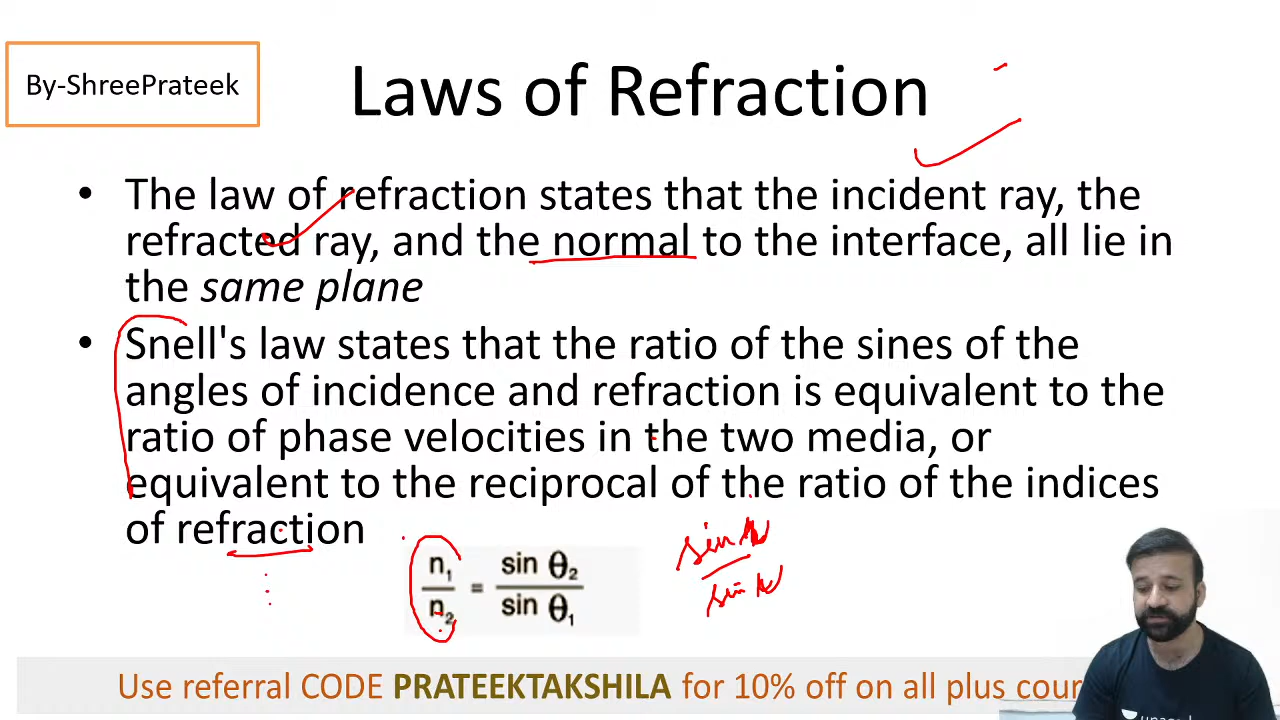 By-ShreePrateek
Laws of Refraction
• The law of refraction states that the incident ray, the
refracted ray, and the normal to the interface, all lie in
the same plane
• Snell's law states that the ratio of the sines of the
angles of incidence and refraction is equivalent to the
ratio of phase velocities in the two media, or
equivalent to the reciprocal of the ratio of the indices
of refraction
n₁/n₂ = sin θ₂/sin θ₁
sin
sin
Use referral CODE PRATEEKTAKSHILA for 10% off on all plus cour